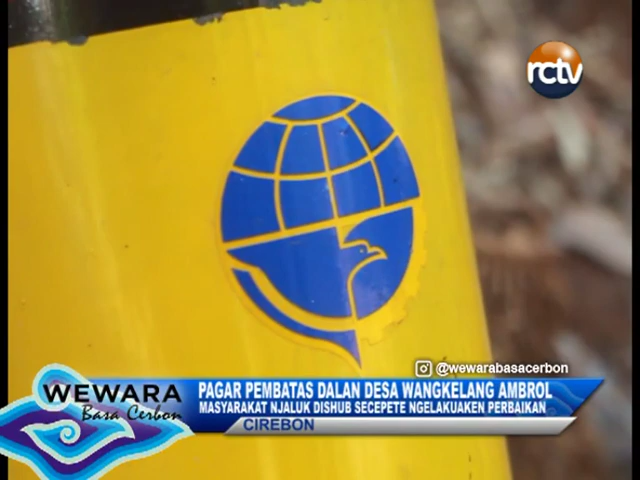 rctv
@wewarabasacerbon
WEWARA
Basa Cerbon
PAGAR PEMBATAS DALAN DESA WANGKELANG AMBROL
MASYARAKAT NJALUK DISHUB SECEPETE NGELAKUAKEN PERBAIKAN
CIREBON